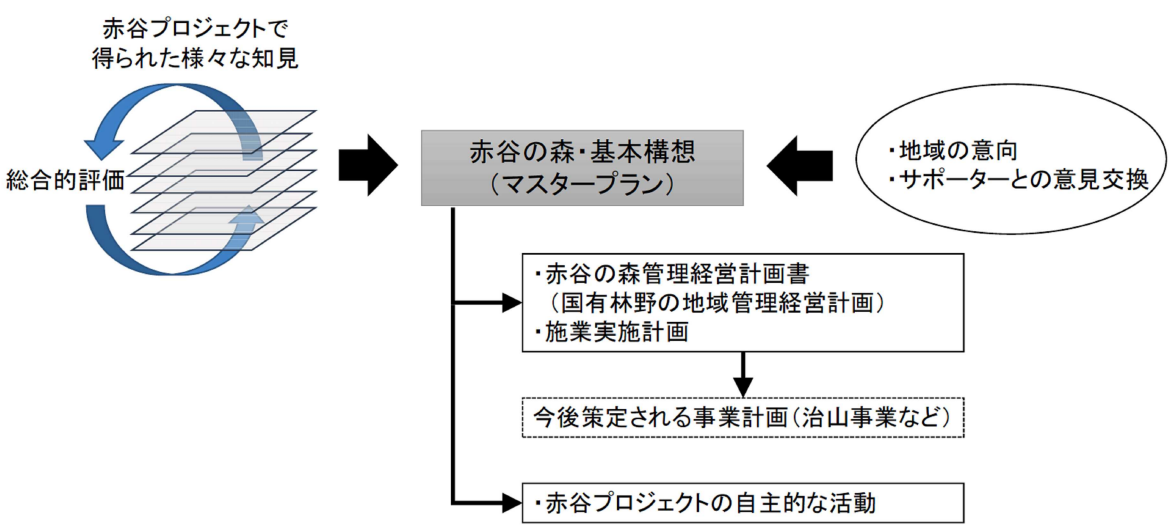 赤谷プロジェクトで
得られた様々な知見
総合的評価
赤谷の森・基本構想
（マスタープラン）
・地域の意向
・サポーターとの意見交換
・赤谷の森管理経営計画書
（国有林野の地域管理経営計画）
・施業実施計画
今後策定される事業計画（治山事業など）
・赤谷プロジェクトの自主的な活動